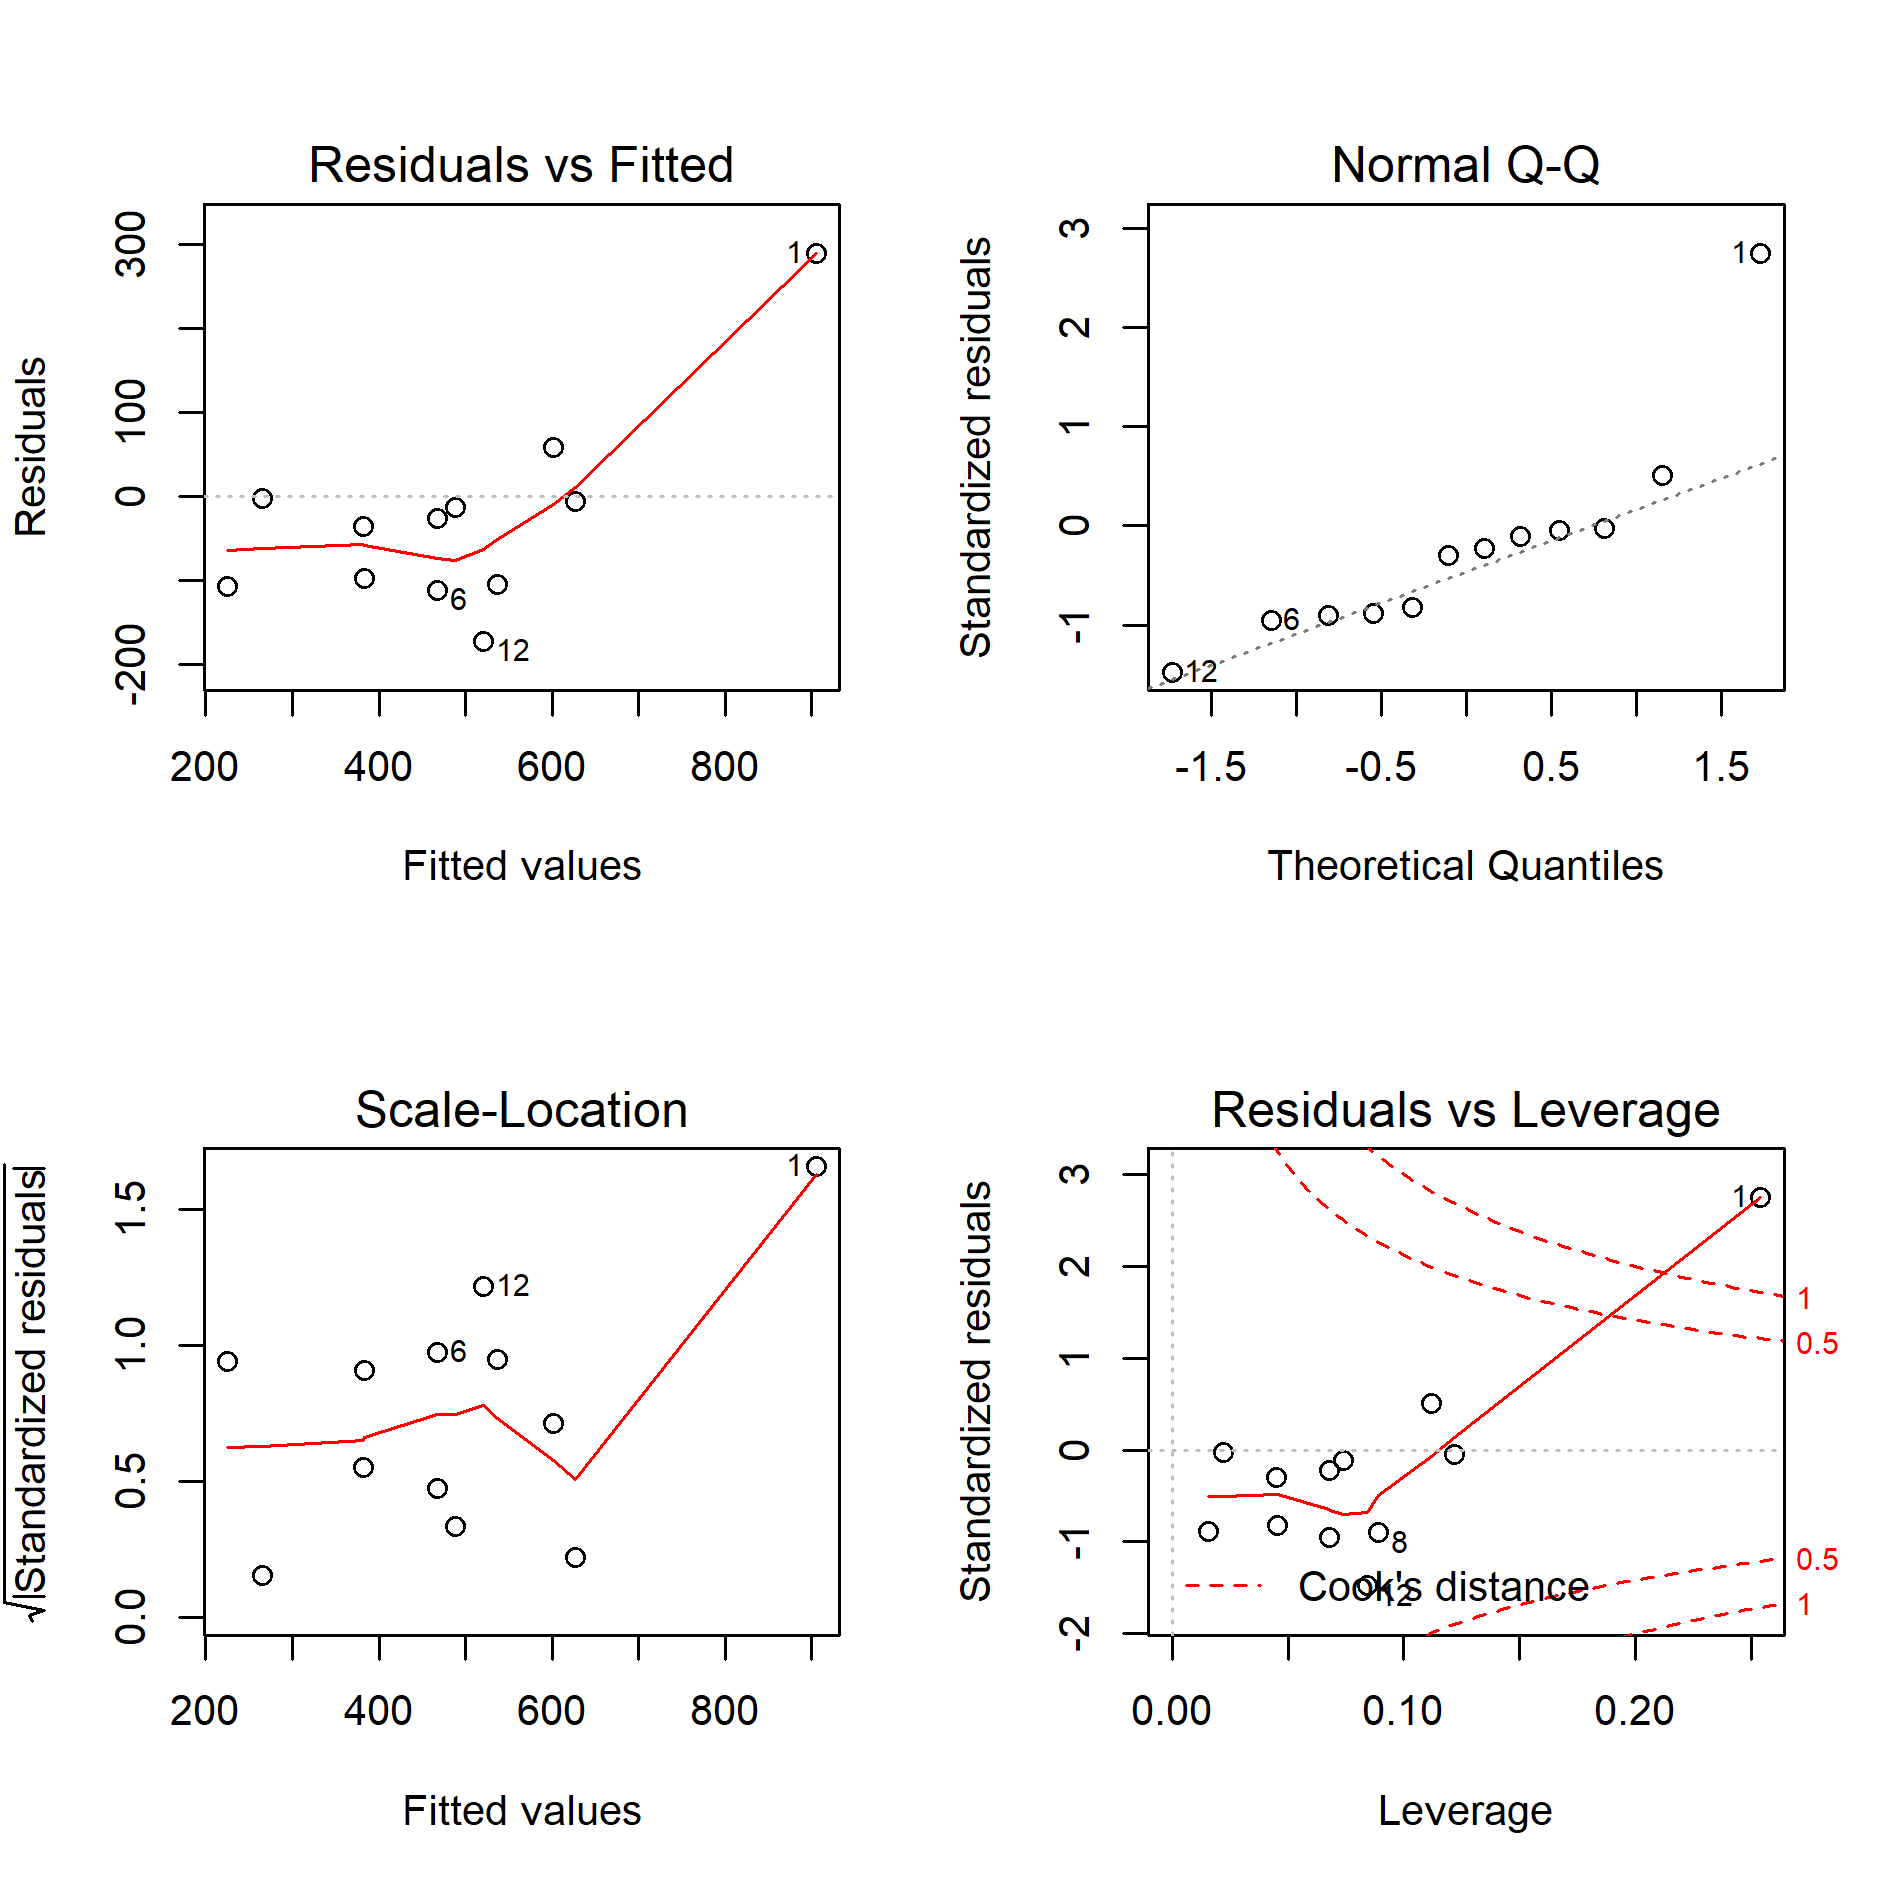 Residuals vs Fitted
Residuals
-200 0 100 300
1
6
12
200 400 600 800
Fitted values
Normal Q-Q
Standardized residuals
-1 0 1 2 3
1
6
12
-1.5 -0.5 0.5 1.5
Theoretical Quantiles
Scale-Location
√|Standardized residuals|
0.0 0.5 1.0 1.5
1
12
6
200 400 600 800
Fitted values
Residuals vs Leverage
Standardized residuals
-2 -1 0 1 2 3
1
8
12
Cook's distance
1
0.5
0.5
1
0.00 0.10 0.20
Leverage